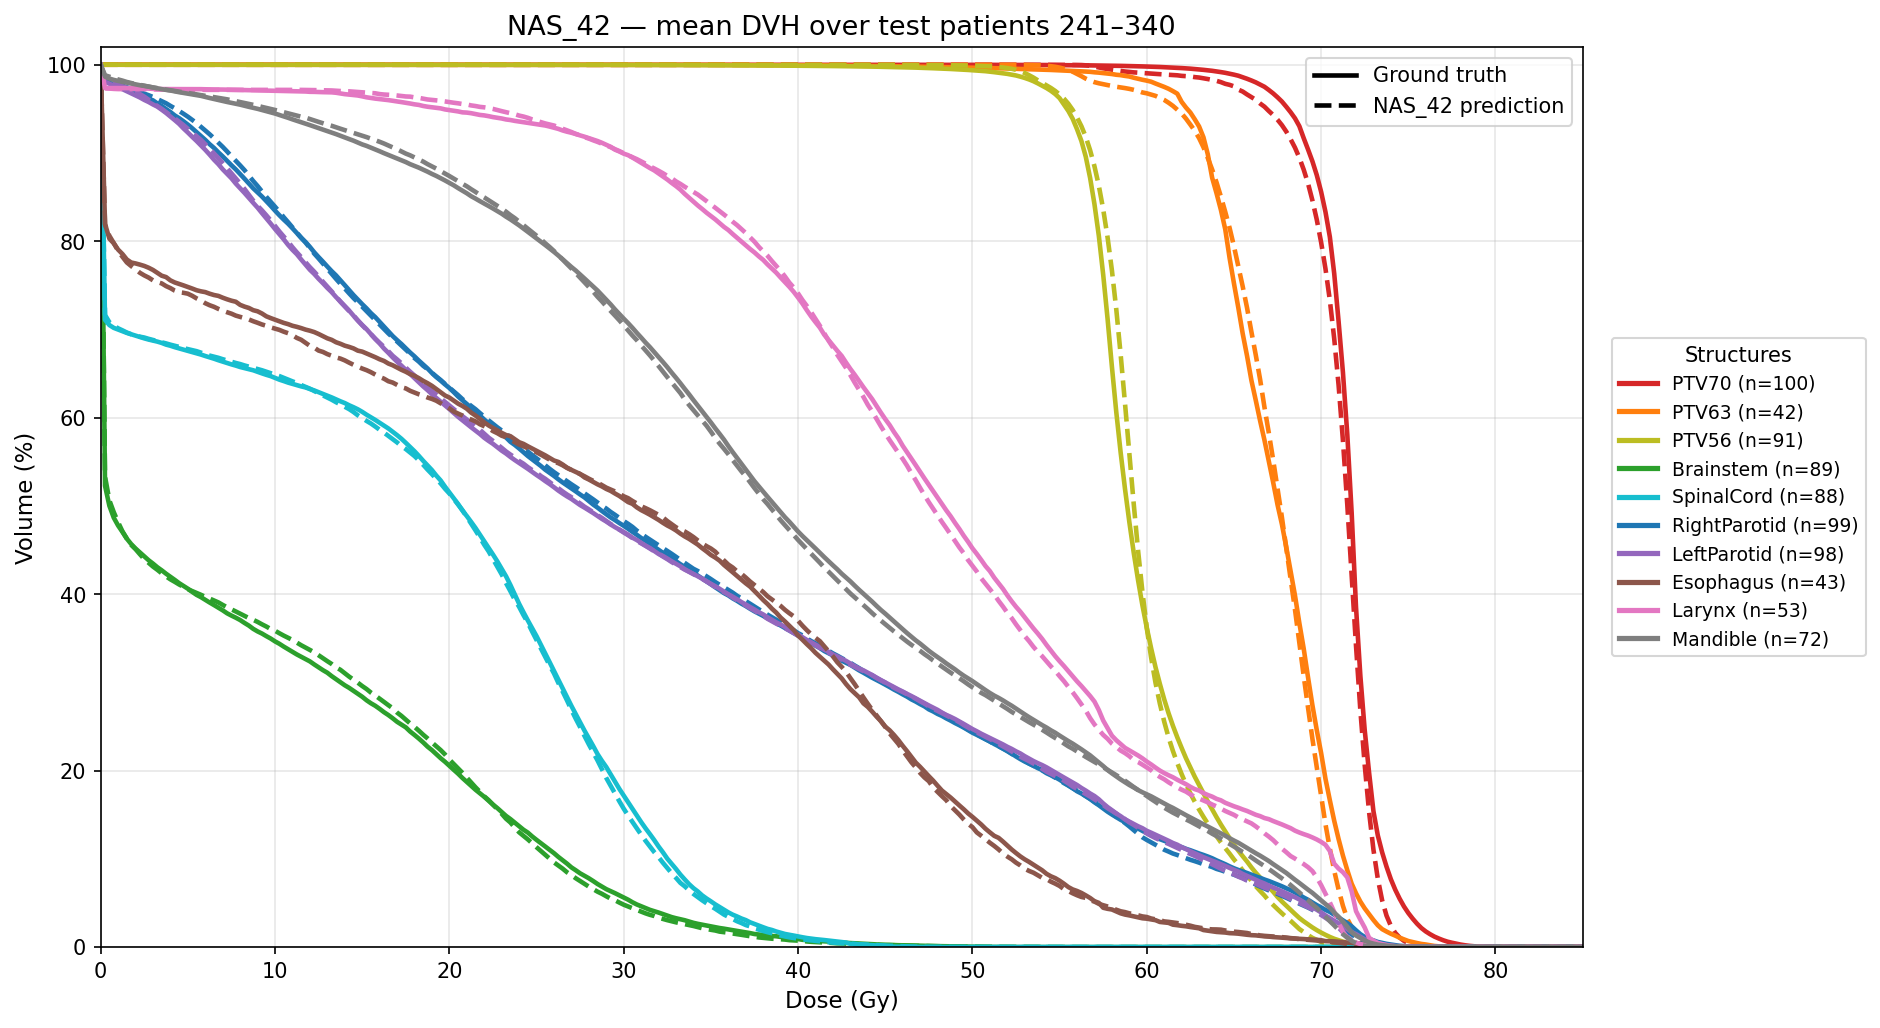 NAS_42 — mean DVH over test patients 241–340
Ground truth
NAS_42 prediction
Volume (%)
100
80
60
40
20
0
0 10 20 30 40 50 60 70 80
Dose (Gy)
Structures
PTV70 (n=100)
PTV63 (n=42)
PTV56 (n=91)
Brainstem (n=89)
SpinalCord (n=88)
RightParotid (n=99)
LeftParotid (n=98)
Esophagus (n=43)
Larynx (n=53)
Mandible (n=72)